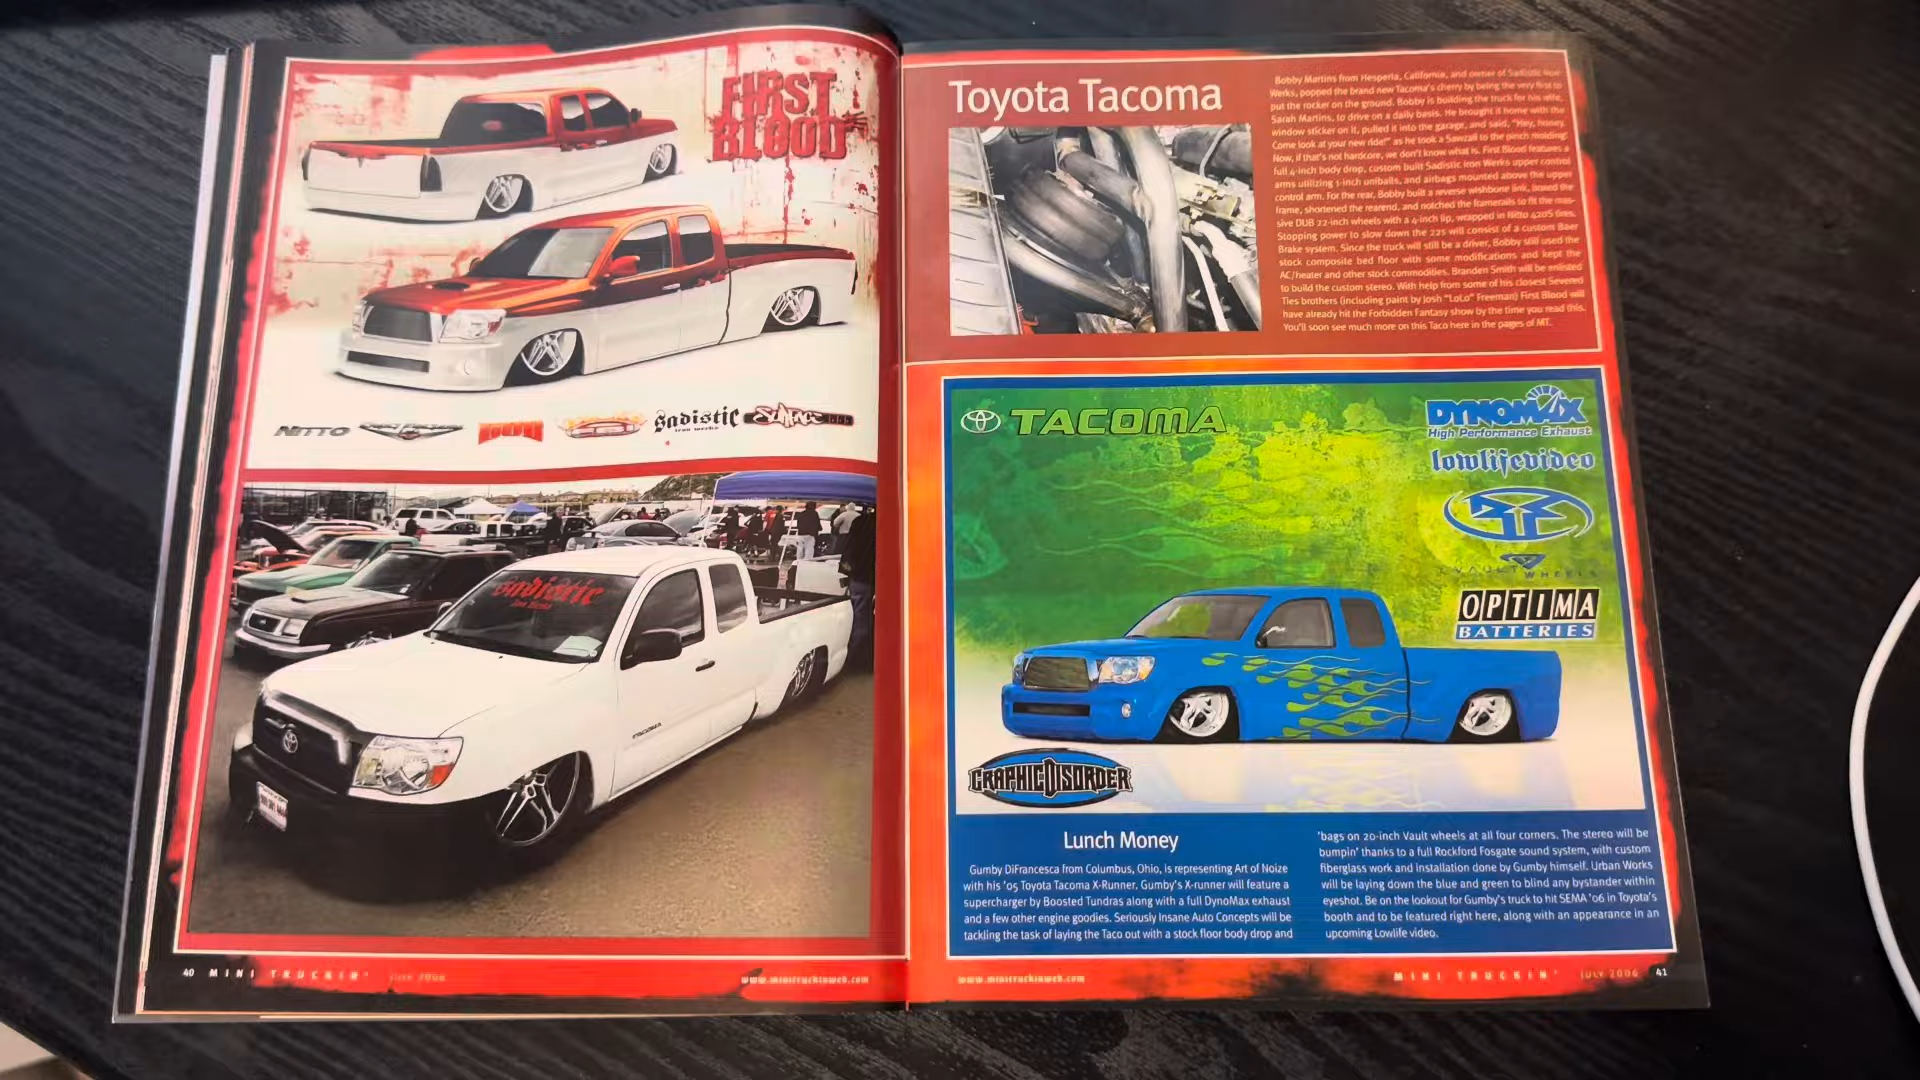 FIRST
BLOOD
NITTO
sadistic
iron werks
sadistic
TACOMA
40 MINI TRUCKIN' JULY 2006
www.minitruckinweb.com
Toyota Tacoma
Bobby Martins from Hesperia, California, and owner of Sadistic Iron
Werks, popped the brand new Tacoma's cherry by being the very first to
put the rocker on the ground. Bobby is building the truck for his wife,
Sarah Martins, to drive on a daily basis. He brought it home with the
window sticker on it, pulled it into the garage, and said, "Hey, honey.
Come look at your new ride!" as he took a Sawzall to the pinch molding.
Now, if that's not hardcore, we don't know what is. First Blood features a
full 4-inch body drop, custom built Sadistic Iron Werks upper control
arms utilizing 1-inch uniballs, and airbags mounted above the upper
control arm. For the rear, Bobby built a reverse wishbone link, boxed the
frame, shortened the rearend, and notched the framerails to fit the mas-
sive DUB 22-inch wheels with a 4-inch lip, wrapped in Nitto 420S tires.
Stopping power to slow down the 22s will consist of a custom Baer
Brake system. Since the truck will still be a driver, Bobby still used the
stock composite bed floor with some modifications and kept the
AC/heater and other stock commodities. Branden Smith will be enlisted
to build the custom stereo. With help from some of his closest Severed
Ties brothers (including paint by Josh "LoLo" Freeman) First Blood will
have already hit the Forbidden Fantasy show by the time you read this.
You'll soon see much more on this Taco here in the pages of MT.
TACOMA
DYNOMAX
High Performance Exhaust
lowlifevideo
VAULT WHEELS
OPTIMA
BATTERIES
GRAPHICDISORDER
Lunch Money
Gumby DiFrancesca from Columbus, Ohio, is representing Art of Noize
with his '05 Toyota Tacoma X-Runner. Gumby's X-runner will feature a
supercharger by Boosted Tundras along with a full DynoMax exhaust
and a few other engine goodies. Seriously Insane Auto Concepts will be
tackling the task of laying the Taco out with a stock floor body drop and
'bags on 20-inch Vault wheels at all four corners. The stereo will be
bumpin' thanks to a full Rockford Fosgate sound system, with custom
fiberglass work and installation done by Gumby himself. Urban Works
will be laying down the blue and green to blind any bystander within
eyeshot. Be on the lookout for Gumby's truck to hit SEMA '06 in Toyota's
booth and to be featured right here, along with an appearance in an
upcoming Lowlife video.
www.minitruckinweb.com
MINI TRUCKIN' JULY 2006 41